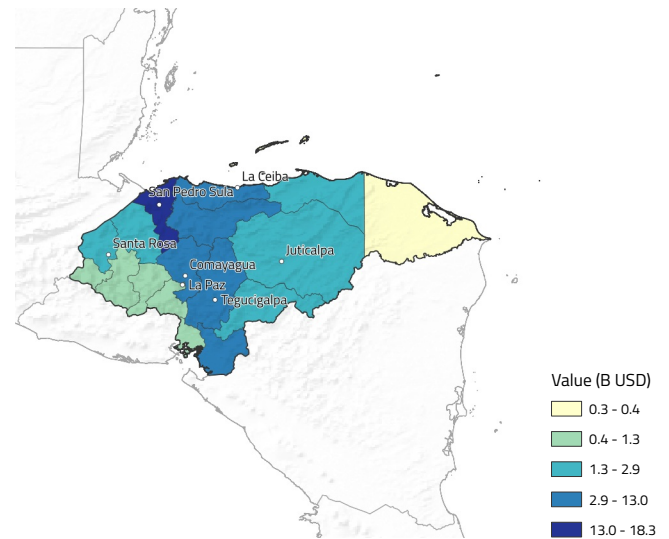 La Ceiba
San Pedro Sula
Santa Rosa
Juticalpa
Comayagua
La Paz
Tegucigalpa
Value (B USD)
0.3 - 0.4
0.4 - 1.3
1.3 - 2.9
2.9 - 13.0
13.0 - 18.3